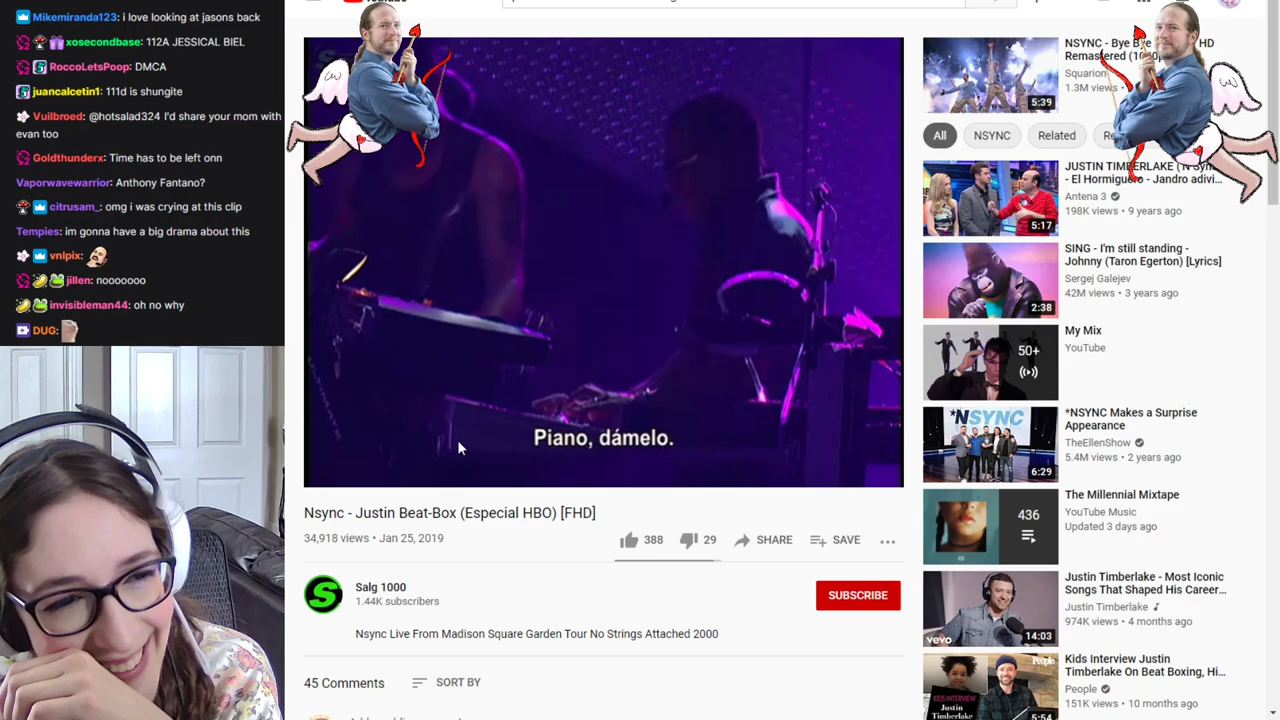 Mikemiranda123: i love looking at jasons back
xosecondbase: 112A JESSICAL BIEL
RoccoLetsPoop: DMCA
juancalcetin1: 111d is shungite
Vuilbroed: @hotsalad324 I'd share your mom with
evan too
Goldthunderx: Time has to be left onn
Vaporwavewarrior: Anthony Fantano?
citrusam_: omg i was crying at this clip
Tempies: im gonna have a big drama about this
vnlpix:
jillen: noooooo
invisibleman44: oh no why
DUG:
Piano, dámelo.
Nsync - Justin Beat-Box (Especial HBO) [FHD]
34,918 views • Jan 25, 2019
388
29
SHARE
SAVE
Salg 1000
1.44K subscribers
SUBSCRIBE
Nsync Live From Madison Square Garden Tour No Strings Attached 2000
45 Comments
SORT BY
NSYNC - Bye Bye HD
Remastered
Squarion
1.3M
5:39
All
NSYNC
Related
JUSTIN TIMBERLAKE
- El Hormiguero - Jandro adivi...
Antena 3
198K views • 9 years ago
5:17
SING - I'm still standing -
Johnny (Taron Egerton) [Lyrics]
Sergej Galejev
42M views • 3 years ago
2:38
My Mix
YouTube
50+
*NSYNC Makes a Surprise
Appearance
TheEllenShow
5.4M views • 2 years ago
*NSYNC
6:29
The Millennial Mixtape
YouTube Music
Updated 3 days ago
436
Justin Timberlake - Most Iconic
Songs That Shaped His Career...
Justin Timberlake
974K views • 4 months ago
vevo
14:03
Kids Interview Justin
Timberlake On Beat Boxing, Hi...
People
151K views • 10 months ago
People
KIDS INTERVIEW
Justin
Timberlake
5:54